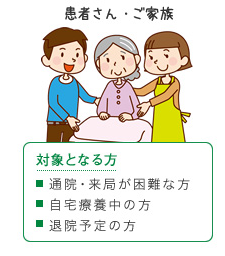 患者さん・ご家族
対象となる方
■ 通院・来局が困難な方
■ 自宅療養中の方
■ 退院予定の方